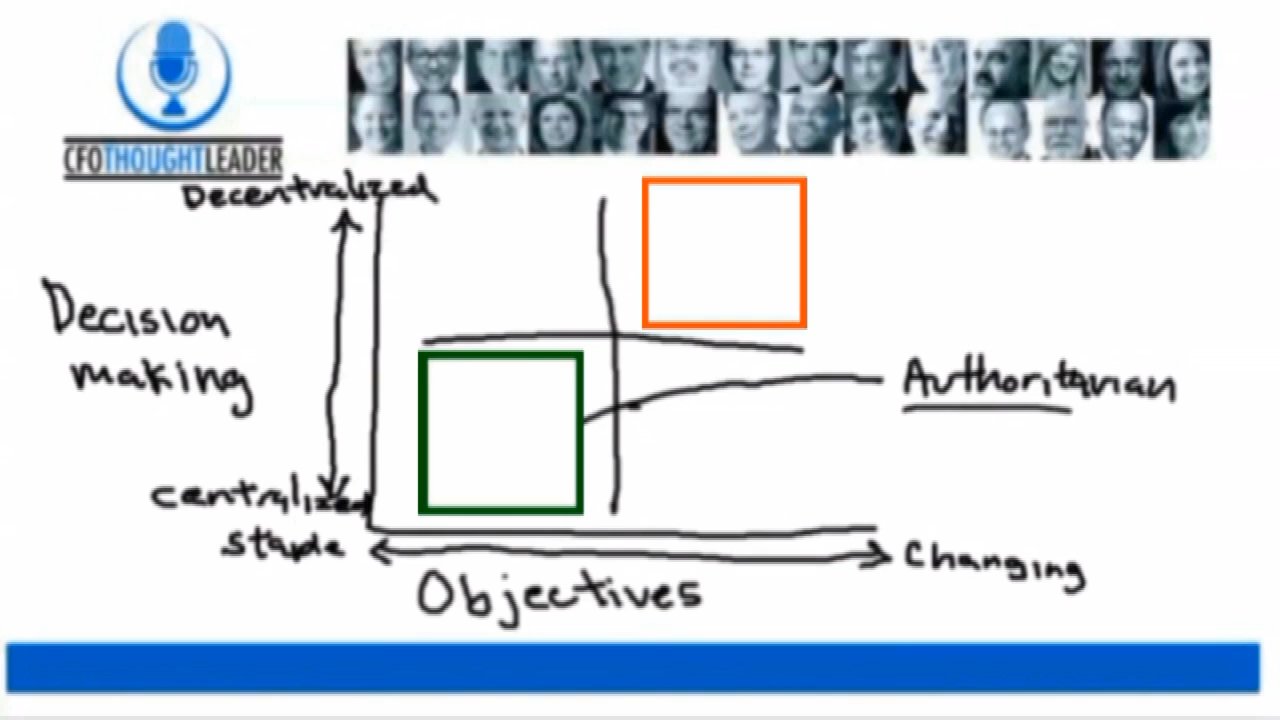 CFOTHOUGHTLEADER
Decentralized
Decision
making
Authoritarian
centralized
stable
Changing
Objectives